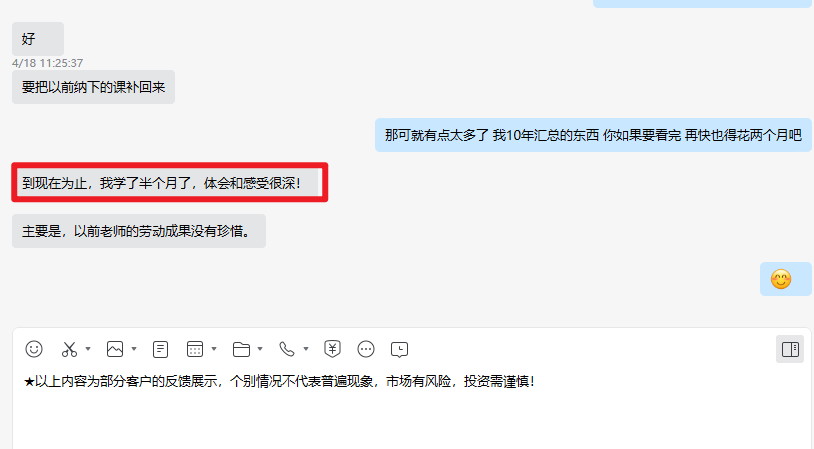 好
4/18 11:25:37
要把以前纳下的课补回来
那可就有点太多了 我10年汇总的东西 你如果要看完 再快也得花两个月吧
到现在为止，我学了半个月了，体会和感受很深！
主要是，以前老师的劳动成果没有珍惜。
★以上内容为部分客户的反馈展示，个别情况不代表普遍现象，市场有风险，投资需谨慎！